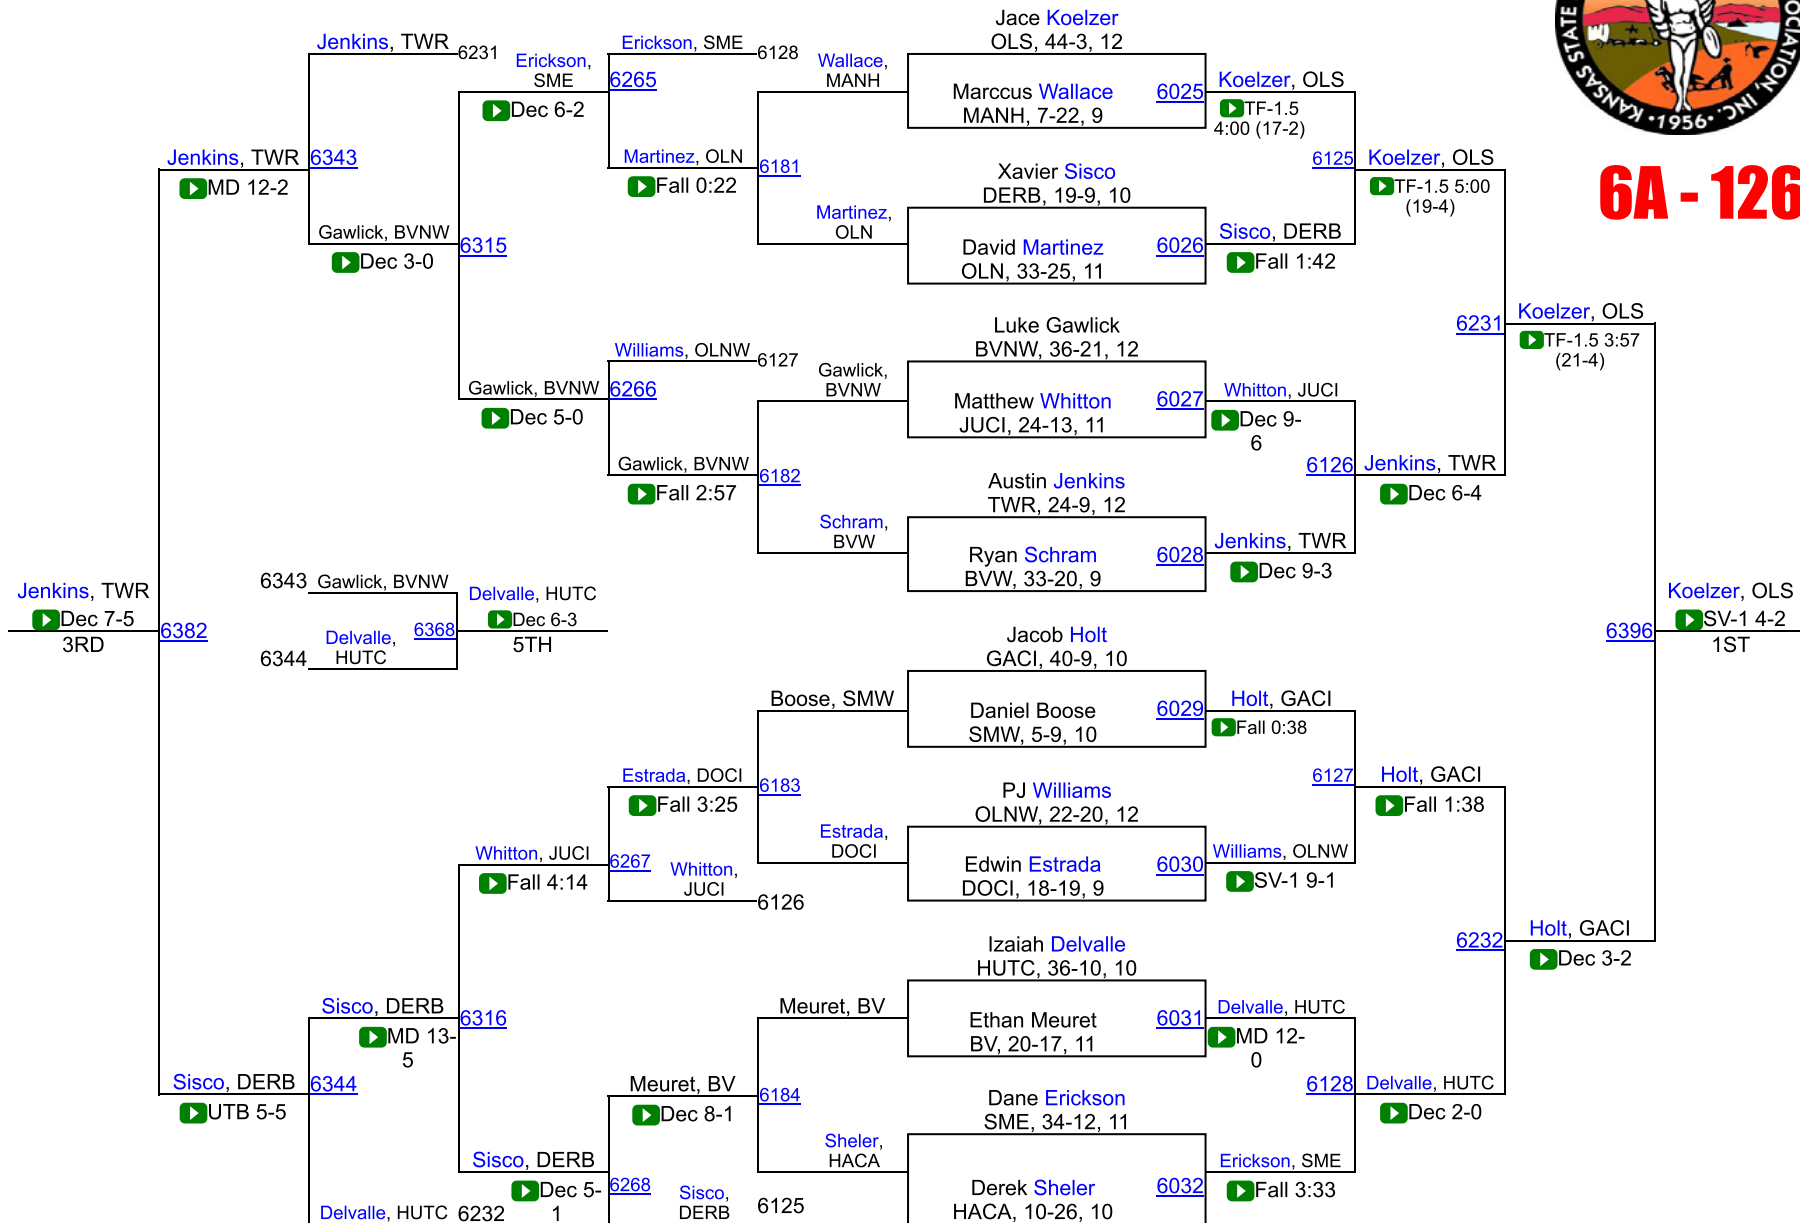 Jace Koelzer
OLS, 44-3, 12
Marccus Wallace
MANH, 7-22, 9
6025
Xavier Sisco
DERB, 19-9, 10
David Martinez
OLN, 33-25, 11
6026
Luke Gawlick
BVNW, 36-21, 12
Matthew Whitton
JUCI, 24-13, 11
6027
Austin Jenkins
TWR, 24-9, 12
Ryan Schram
BVW, 33-20, 9
6028
Jacob Holt
GACI, 40-9, 10
Daniel Boose
SMW, 5-9, 10
6029
PJ Williams
OLNW, 22-20, 12
Edwin Estrada
DOCI, 18-19, 9
6030
Izaiah Delvalle
HUTC, 36-10, 10
Ethan Meuret
BV, 20-17, 11
6031
Dane Erickson
SME, 34-12, 11
Derek Sheler
HACA, 10-26, 10
6032
Koelzer, OLS
TF-1.5
4:00 (17-2)
Sisco, DERB
Fall 1:42
Whitton, JUCI
Dec 9-
6
Jenkins, TWR
Dec 9-3
Holt, GACI
Fall 0:38
Williams, OLNW
SV-1 9-1
Delvalle, HUTC
MD 12-
0
Erickson, SME
Fall 3:33
6125
Koelzer, OLS
TF-1.5 5:00
(19-4)
6126
Jenkins, TWR
Dec 6-4
6127
Holt, GACI
Fall 1:38
6128
Delvalle, HUTC
Dec 2-0
6231
Koelzer, OLS
TF-1.5 3:57
(21-4)
6232
Holt, GACI
Dec 3-2
6396
Koelzer, OLS
SV-1 4-2
1ST
KANSAS STATE
OCIATION, INC.
•1956•
6A - 126
Wallace,
MANH
Martinez,
OLN
6181
Gawlick,
BVNW
Schram,
BVW
6182
Boose, SMW
Estrada,
DOCI
6183
Meuret, BV
Sheler,
HACA
6184
Erickson, SME
6128
6265
Martinez, OLN
Fall 0:22
Williams, OLNW
6127
6266
Gawlick, BVNW
Fall 2:57
Estrada, DOCI
Fall 3:25
6267
Whitton,
JUCI
6126
Meuret, BV
Dec 8-1
6268
Sisco,
DERB
6125
Erickson,
SME
Dec 6-2
6315
Gawlick, BVNW
Dec 5-0
Whitton, JUCI
Fall 4:14
6316
Sisco, DERB
Dec 5-
1
Jenkins, TWR
6231
6343
Gawlick, BVNW
Dec 3-0
Sisco, DERB
MD 13-
5
6344
Delvalle, HUTC
6232
Jenkins, TWR
MD 12-2
Sisco, DERB
UTB 5-5
6382
Jenkins, TWR
Dec 7-5
3RD
6343
Gawlick, BVNW
6344
Delvalle,
HUTC
6368
Delvalle, HUTC
Dec 6-3
5TH